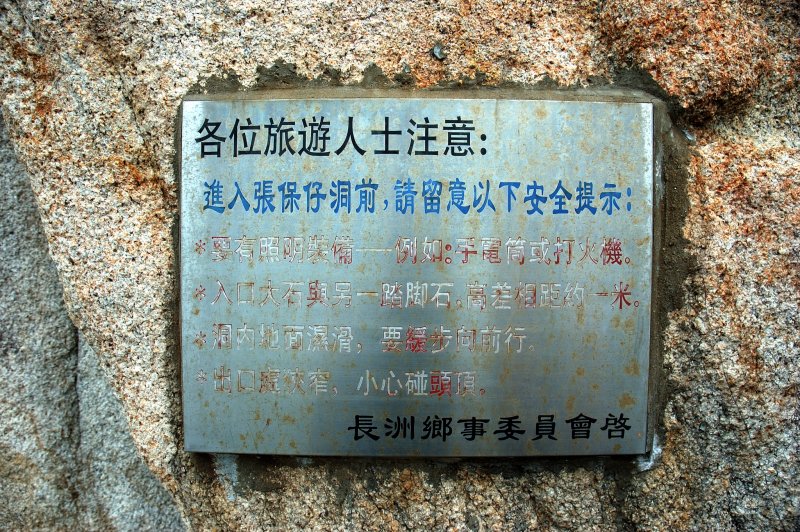 各位旅遊人士注意：
進入張保仔洞前，請留意以下安全提示：
*要有照明裝備——例如：手電筒或打火機。
*入口大石與另一踏脚石，高差相距約一米。
*洞內地面濕滑，要緩步向前行。
*出口處狹窄，小心碰頭頂。
長洲鄉事委員會啓